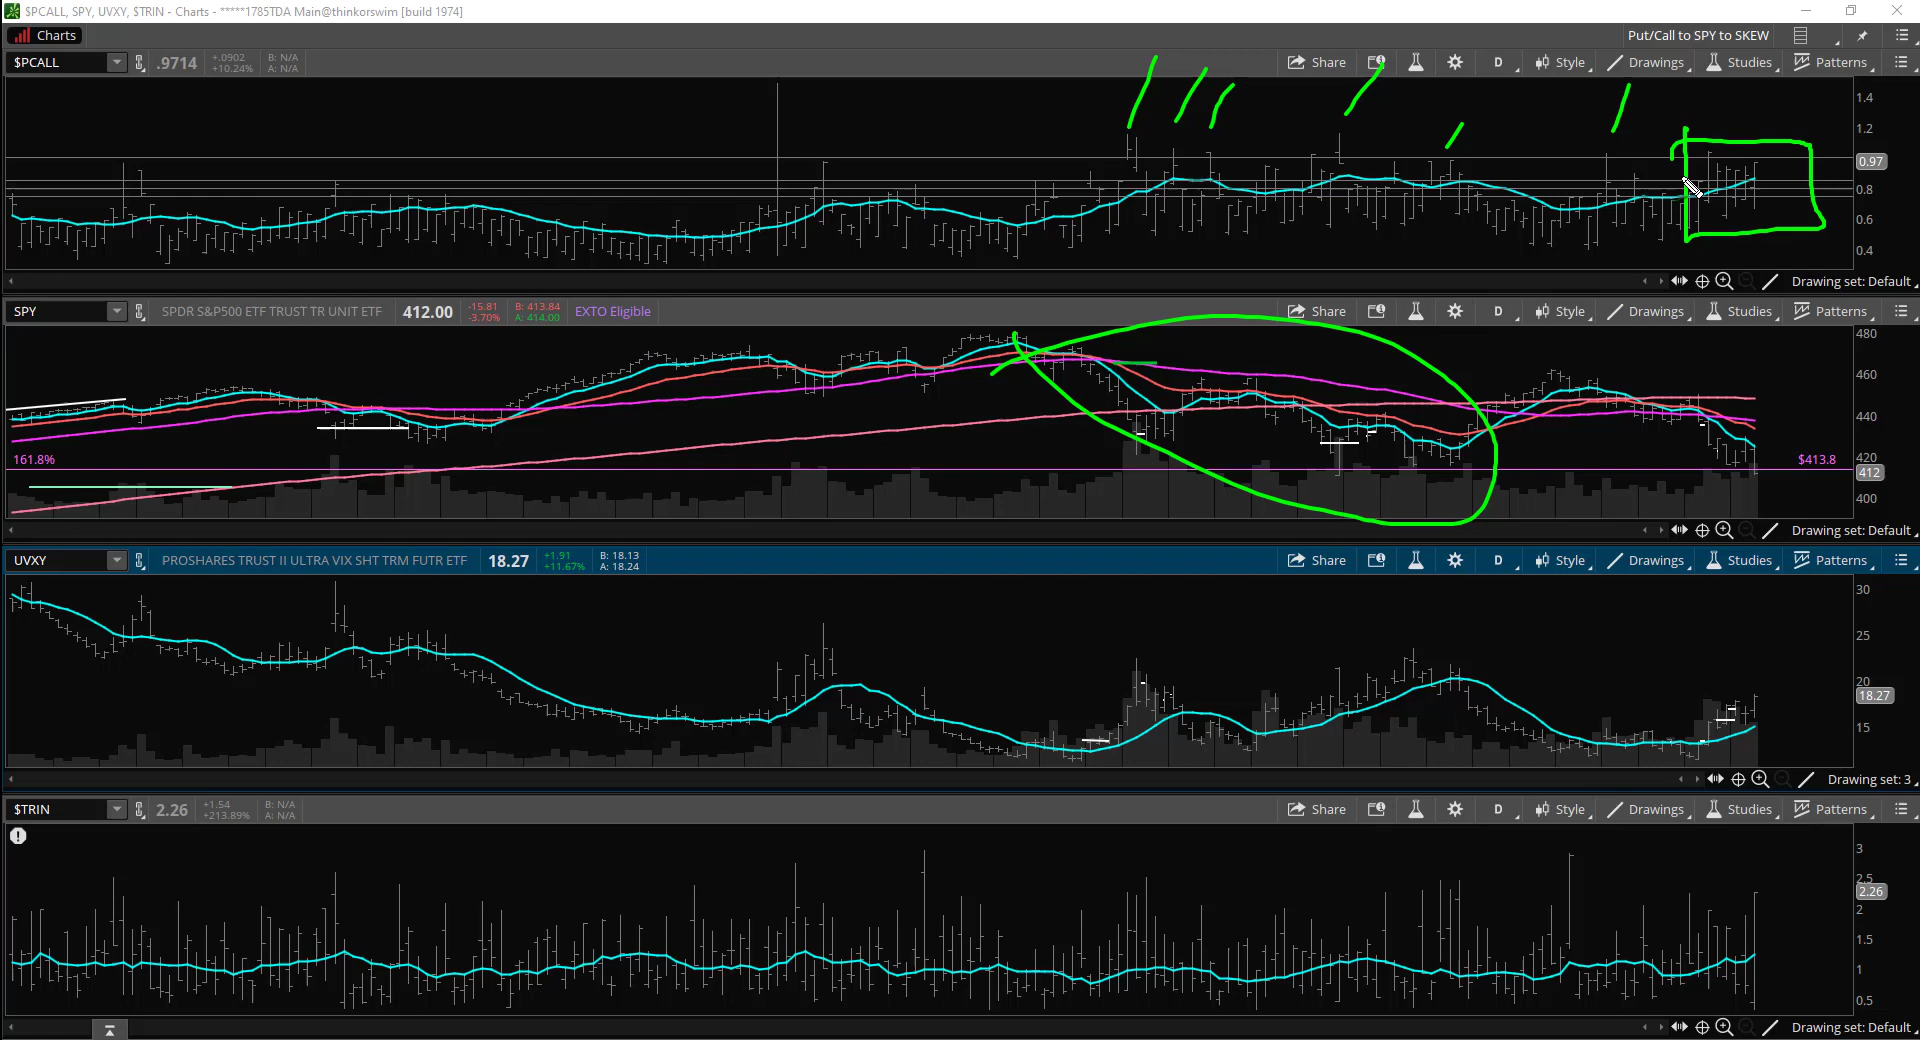 $PCALL, SPY, UVXY, $TRIN - Charts - *****1785TDA Main@thinkorswim [build 1974]
Charts
Put/Call to SPY to SKEW
$PCALL .9714 +.0902 +10.24% B: N/A A: N/A Share D Style Drawings Studies Patterns
1.4
1.2
0.97
0.8
0.6
0.4
Drawing set: Default
SPY SPDR S&P500 ETF TRUST TR UNIT ETF 412.00 -15.81 -3.70% B: 413.84 A: 414.00 EXTO Eligible Share D Style Drawings Studies Patterns
480
460
440
420
161.8% $413.8
412
400
Drawing set: Default
UVXY PROSHARES TRUST II ULTRA VIX SHT TRM FUTR ETF 18.27 +1.91 +11.67% B: 18.13 A: 18.24 Share D Style Drawings Studies Patterns
30
25
20
18.27
15
Drawing set: 3
$TRIN 2.26 +1.54 +213.89% B: N/A A: N/A Share D Style Drawings Studies Patterns
3
2.5
2.26
2
1.5
1
0.5
Drawing set: Default